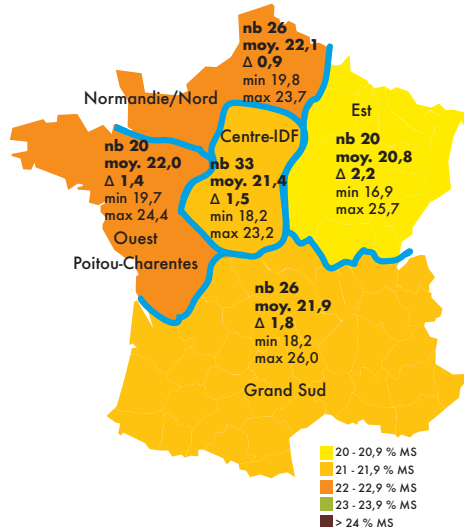 nb 26
moy. 22,1
Δ 0,9
min 19,8
max 23,7
Normandie/Nord
Est
nb 20
moy. 20,8
Δ 2,2
min 16,9
max 25,7
Centre-IDF
nb 33
moy. 21,4
Δ 1,5
min 18,2
max 23,2
nb 20
moy. 22,0
Δ 1,4
min 19,7
max 24,4
Ouest
Poitou-Charentes
nb 26
moy. 21,9
Δ 1,8
min 18,2
max 26,0
Grand Sud
20 - 20,9 % MS
21 - 21,9 % MS
22 - 22,9 % MS
23 - 23,9 % MS
> 24 % MS